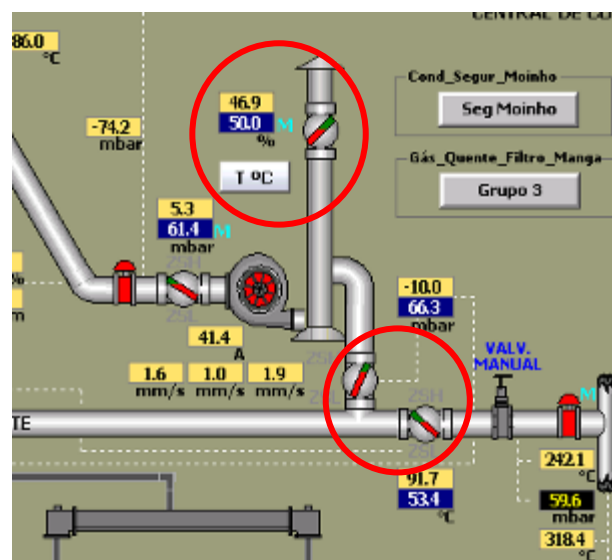 CENTRAL DE CO
86.0
°C
-74.2
mbar
46.9
50.0 M
%
T ºC
Cond_Segur_Moinho
Seg Moinho
Gás_Quente_Filtro_Manga
Grupo 3
5.3
61.4 M
mbar
ZSH
ZSL
%
m
41.4
A
1.6 1.0 1.9
mm/s mm/s mm/s
-10.0
66.3
mbar
VALV.
MANUAL
ZSH
M
TE
ZSL
91.7
53.4
°C
242.1
°C
59.6
mbar
318.4
°C